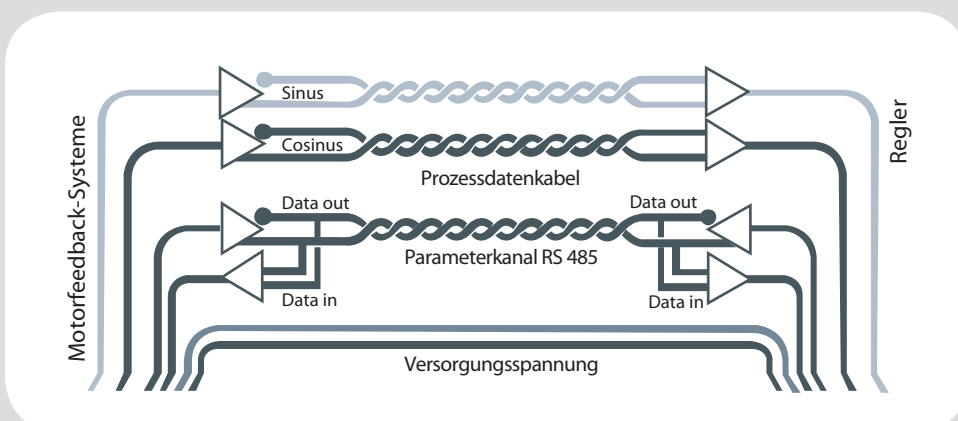 Motorfeedback-Systeme
Regler
Sinus
Cosinus
Prozessdatenkabel
Data out
Data out
Parameterkanal RS 485
Data in
Data in
Versorgungsspannung